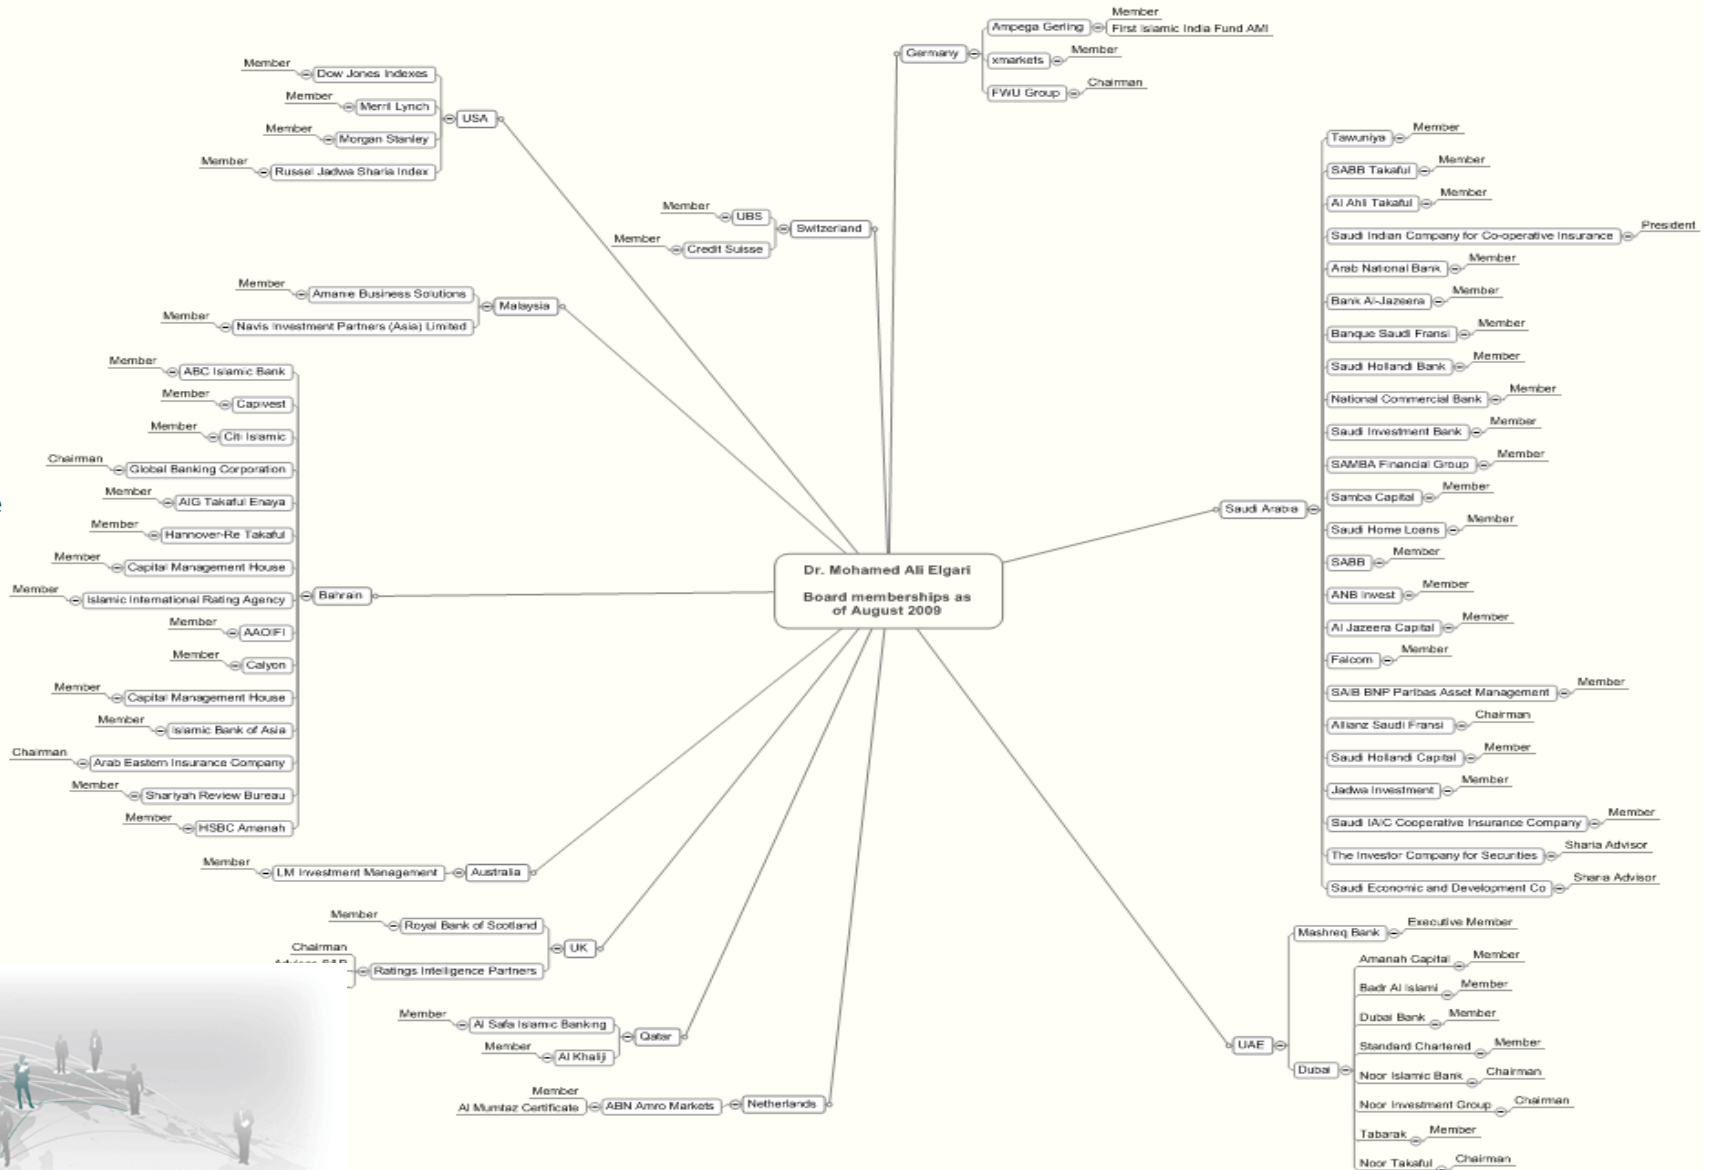 Dr. Mohamed Ali Elgari
Board memberships as
of August 2009
Germany
Ampega Gerling
Member
First Islamic India Fund AMI
xmarkets
Member
FWU Group
Chairman
Saudi Arabia
Tawuniya
Member
SABB Takaful
Member
Al Ahli Takaful
Member
Saudi Indian Company for Co-operative Insurance
President
Arab National Bank
Member
Bank Al-Jazeera
Member
Banque Saudi Fransi
Member
Saudi Hollandi Bank
Member
National Commercial Bank
Member
Saudi Investment Bank
Member
SAMBA Financial Group
Member
Samba Capital
Member
Saudi Home Loans
Member
SABB
Member
ANB Invest
Member
Al Jazeera Capital
Member
Falcom
Member
SAIB BNP Paribas Asset Management
Member
Allianz Saudi Fransi
Chairman
Saudi Hollandi Capital
Member
Jadwa Investment
Member
Saudi IAIC Cooperative Insurance Company
Member
The Investor Company for Securities
Sharia Advisor
Saudi Economic and Development Co
Sharia Advisor
UAE
Mashreq Bank
Executive Member
Dubai
Amanah Capital
Member
Badr Al Islami
Member
Dubai Bank
Member
Standard Chartered
Member
Noor Islamic Bank
Chairman
Noor Investment Group
Chairman
Tabarak
Member
Noor Takaful
Chairman
USA
Dow Jones Indexes
Member
Merril Lynch
Member
Morgan Stanley
Member
Russel Jadwa Sharia Index
Member
Switzerland
UBS
Member
Credit Suisse
Member
Malaysia
Amanie Business Solutions
Member
Navis Investment Partners (Asia) Limited
Member
Bahrain
ABC Islamic Bank
Member
Capivest
Member
Citi Islamic
Member
Global Banking Corporation
Chairman
AIG Takaful Enaya
Member
Hannover-Re Takaful
Member
Capital Management House
Member
Islamic International Rating Agency
Member
AAOIFI
Member
Calyon
Member
Capital Management House
Member
Islamic Bank of Asia
Member
Arab Eastern Insurance Company
Chairman
Shariyah Review Bureau
Member
HSBC Amanah
Member
Australia
LM Investment Management
Member
UK
Royal Bank of Scotland
Member
Ratings Intelligence Partners
Chairman
Qatar
Al Safa Islamic Banking
Member
Al Khaliji
Member
Netherlands
ABN Amro Markets
Member
Al Mumtaz Certificate